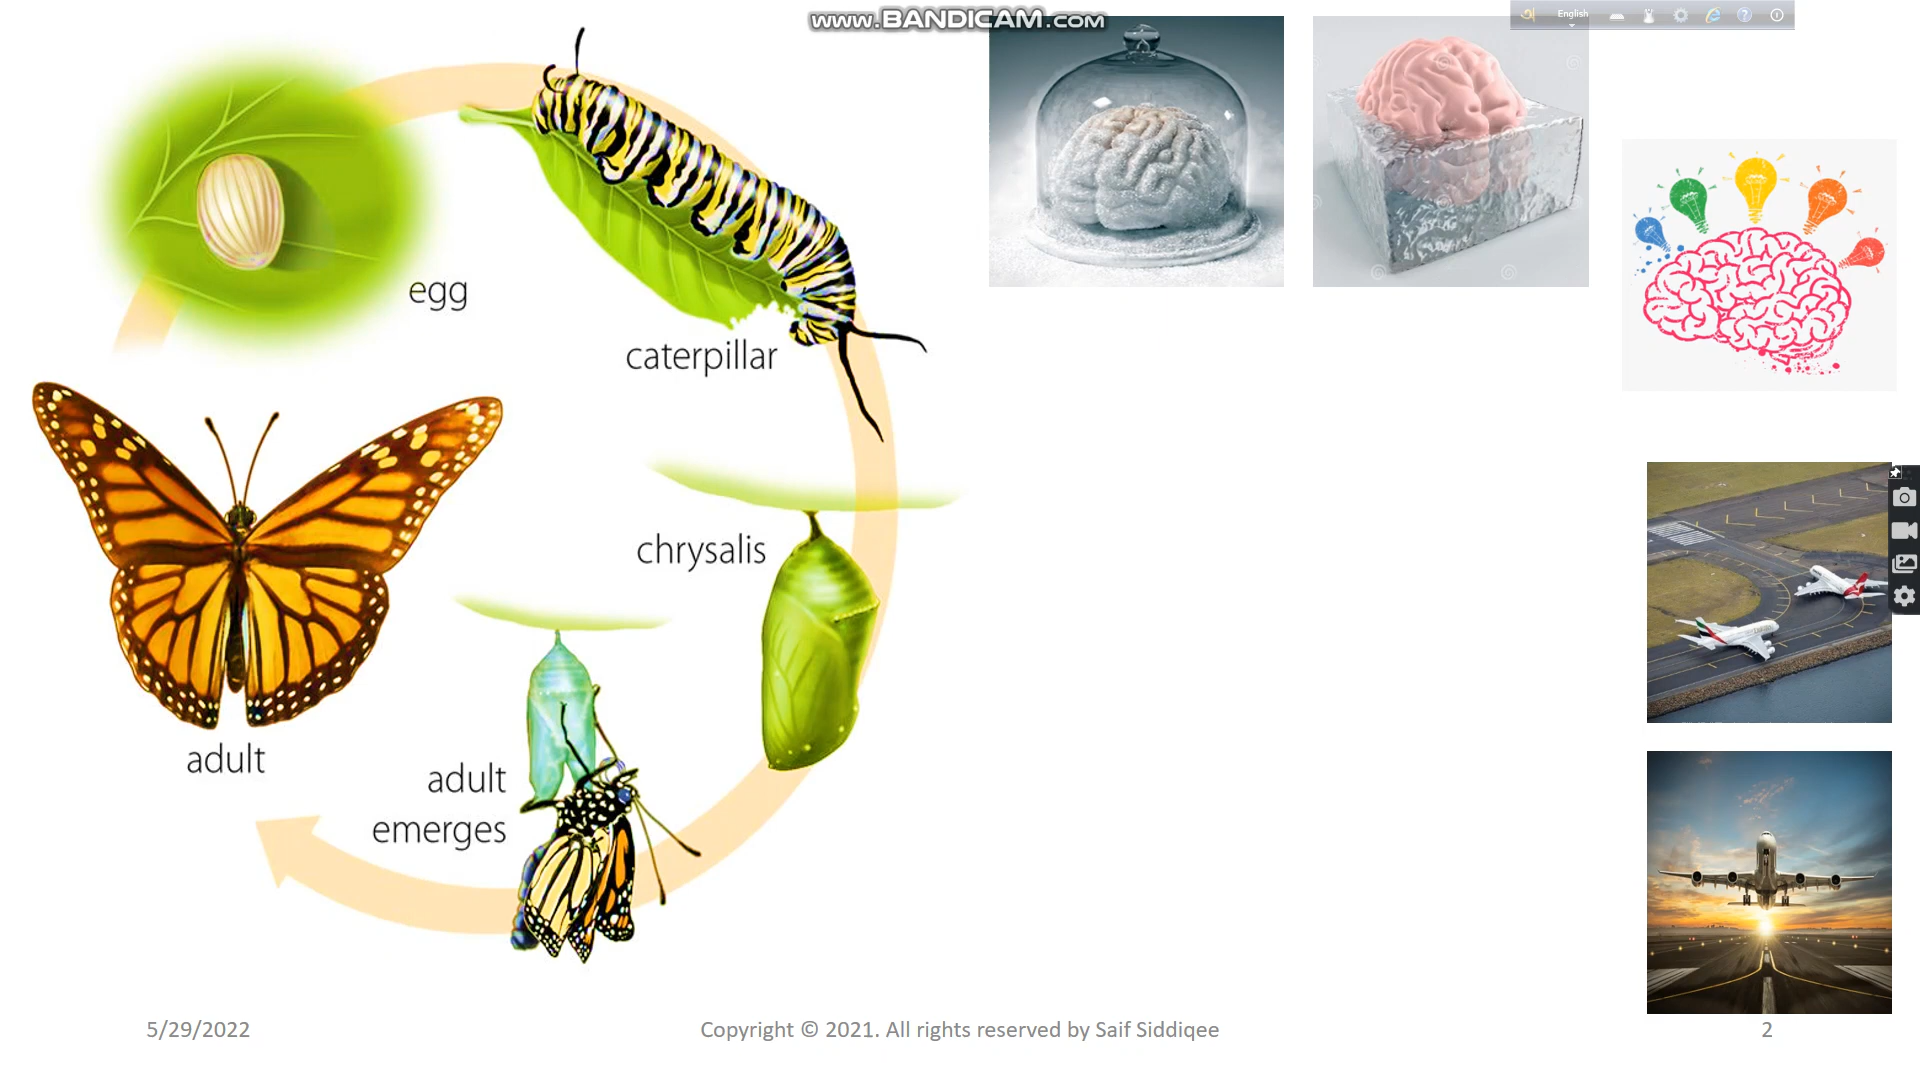 www.BANDICAM.com
English
egg
caterpillar
chrysalis
adult
adult
emerges
5/29/2022
Copyright © 2021. All rights reserved by Saif Siddiqee
2